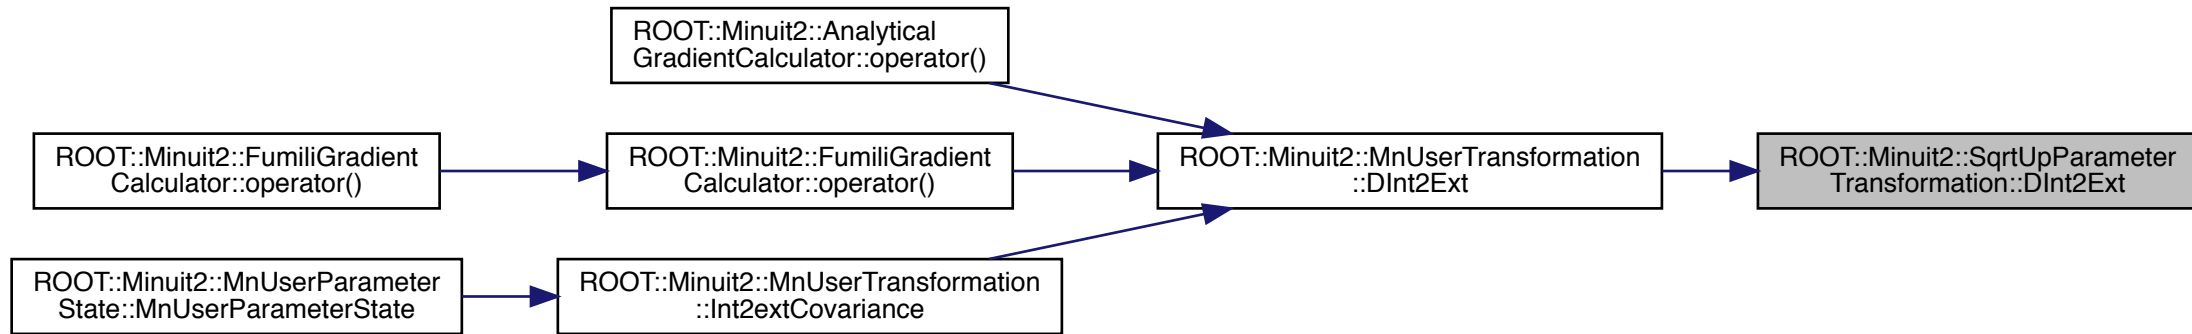 ROOT::Minuit2::Analytical
GradientCalculator::operator()
ROOT::Minuit2::FumiliGradient
Calculator::operator()
ROOT::Minuit2::FumiliGradient
Calculator::operator()
ROOT::Minuit2::MnUserTransformation
::DInt2Ext
ROOT::Minuit2::SqrtUpParameter
Transformation::DInt2Ext
ROOT::Minuit2::MnUserParameter
State::MnUserParameterState
ROOT::Minuit2::MnUserTransformation
::Int2extCovariance